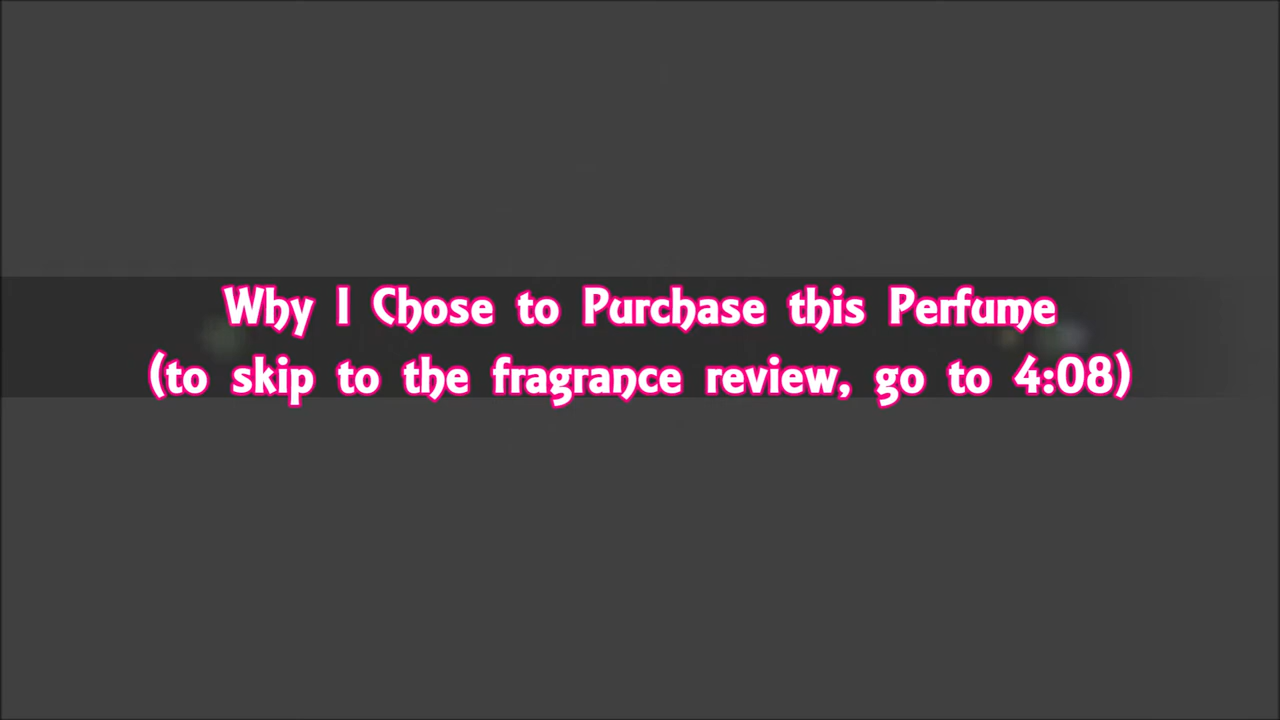 Why I Chose to Purchase this Perfume
(to skip to the fragrance review, go to 4:08)